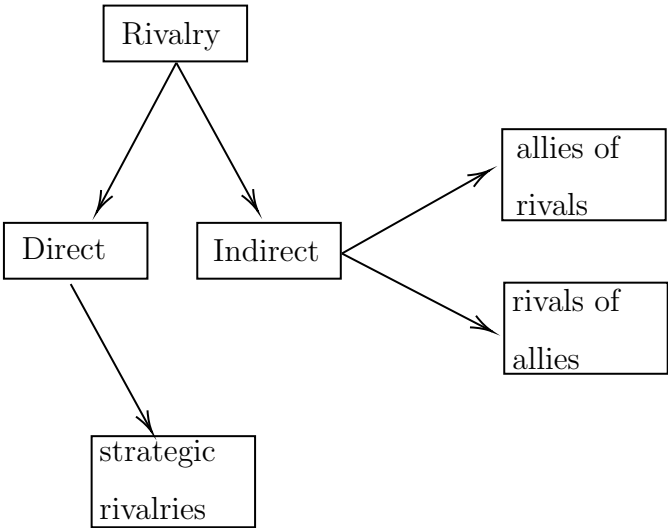 Rivalry
Direct
Indirect
allies of
rivals
rivals of
allies
strategic
rivalries